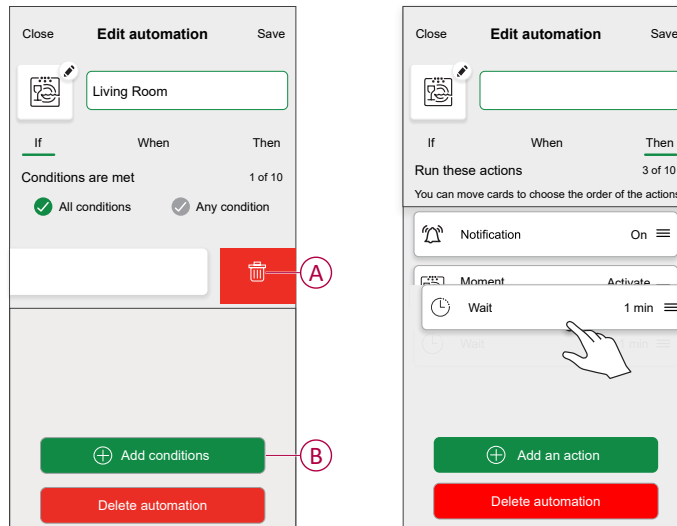 Close Edit automation Save
Living Room
If When Then
Conditions are met 1 of 10
All conditions Any condition
A
Add conditions B
Delete automation
Close Edit automation Save
If When Then
Run these actions 3 of 10
You can move cards to choose the order of the actions
Notification On
Moment Activate
Wait 1 min
Wait 1 min
Add an action
Delete automation